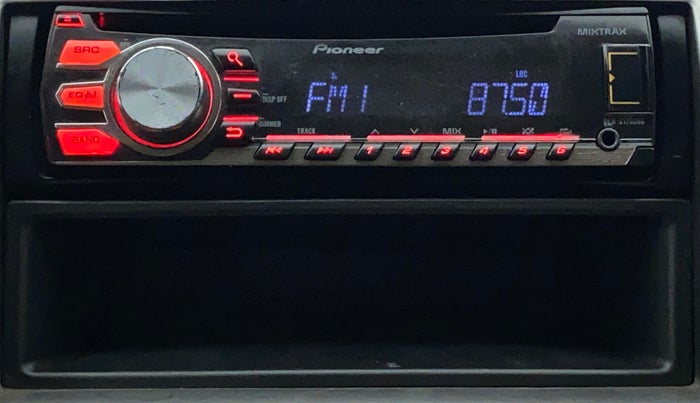 MIXTRAX
Pioneer
SRC
LOC
EQ
DISP OFF
FM1 8750
DIMMER
BAND
TRACK MIX
1 2 3 4 5 6